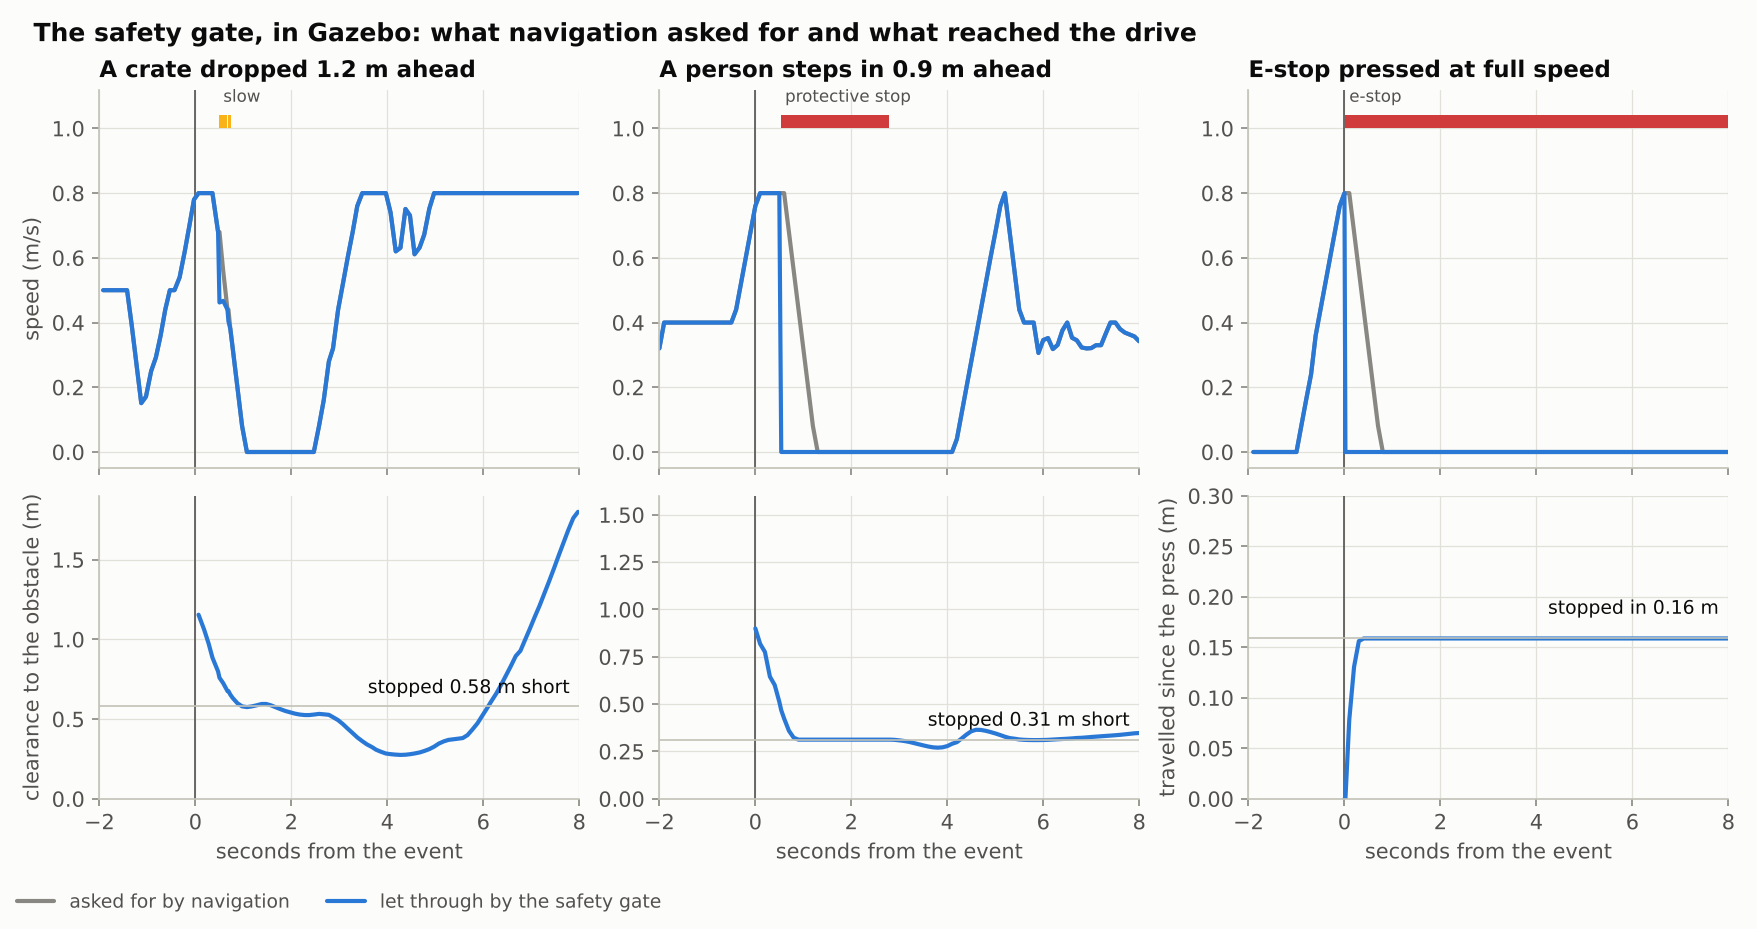 The safety gate, in Gazebo: what navigation asked for and what reached the drive
A crate dropped 1.2 m ahead
slow
speed (m/s)
1.0
0.8
0.6
0.4
0.2
0.0
A person steps in 0.9 m ahead
protective stop
1.0
0.8
0.6
0.4
0.2
0.0
E-stop pressed at full speed
e-stop
1.0
0.8
0.6
0.4
0.2
0.0
clearance to the obstacle (m)
1.5
1.0
0.5
0.0
stopped 0.58 m short
−2 0 2 4 6 8
seconds from the event
1.50
1.25
1.00
0.75
0.50
0.25
0.00
stopped 0.31 m short
−2 0 2 4 6 8
seconds from the event
travelled since the press (m)
0.30
0.25
0.20
0.15
0.10
0.05
0.00
stopped in 0.16 m
−2 0 2 4 6 8
seconds from the event
asked for by navigation
let through by the safety gate